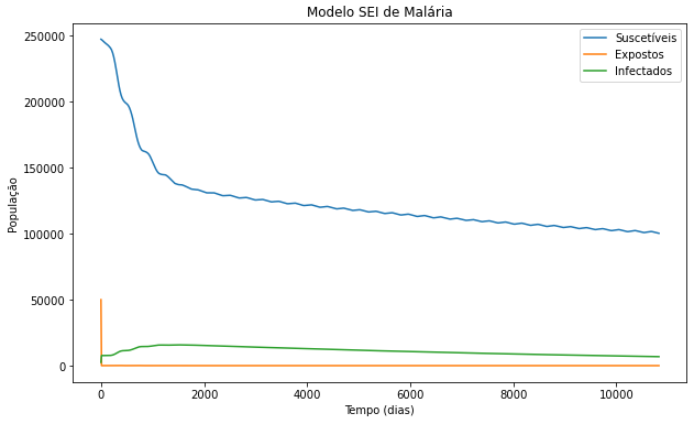 Modelo SEI de Malária
Suscetíveis
Expostos
Infectados
População
250000
200000
150000
100000
50000
0
0 2000 4000 6000 8000 10000
Tempo (dias)